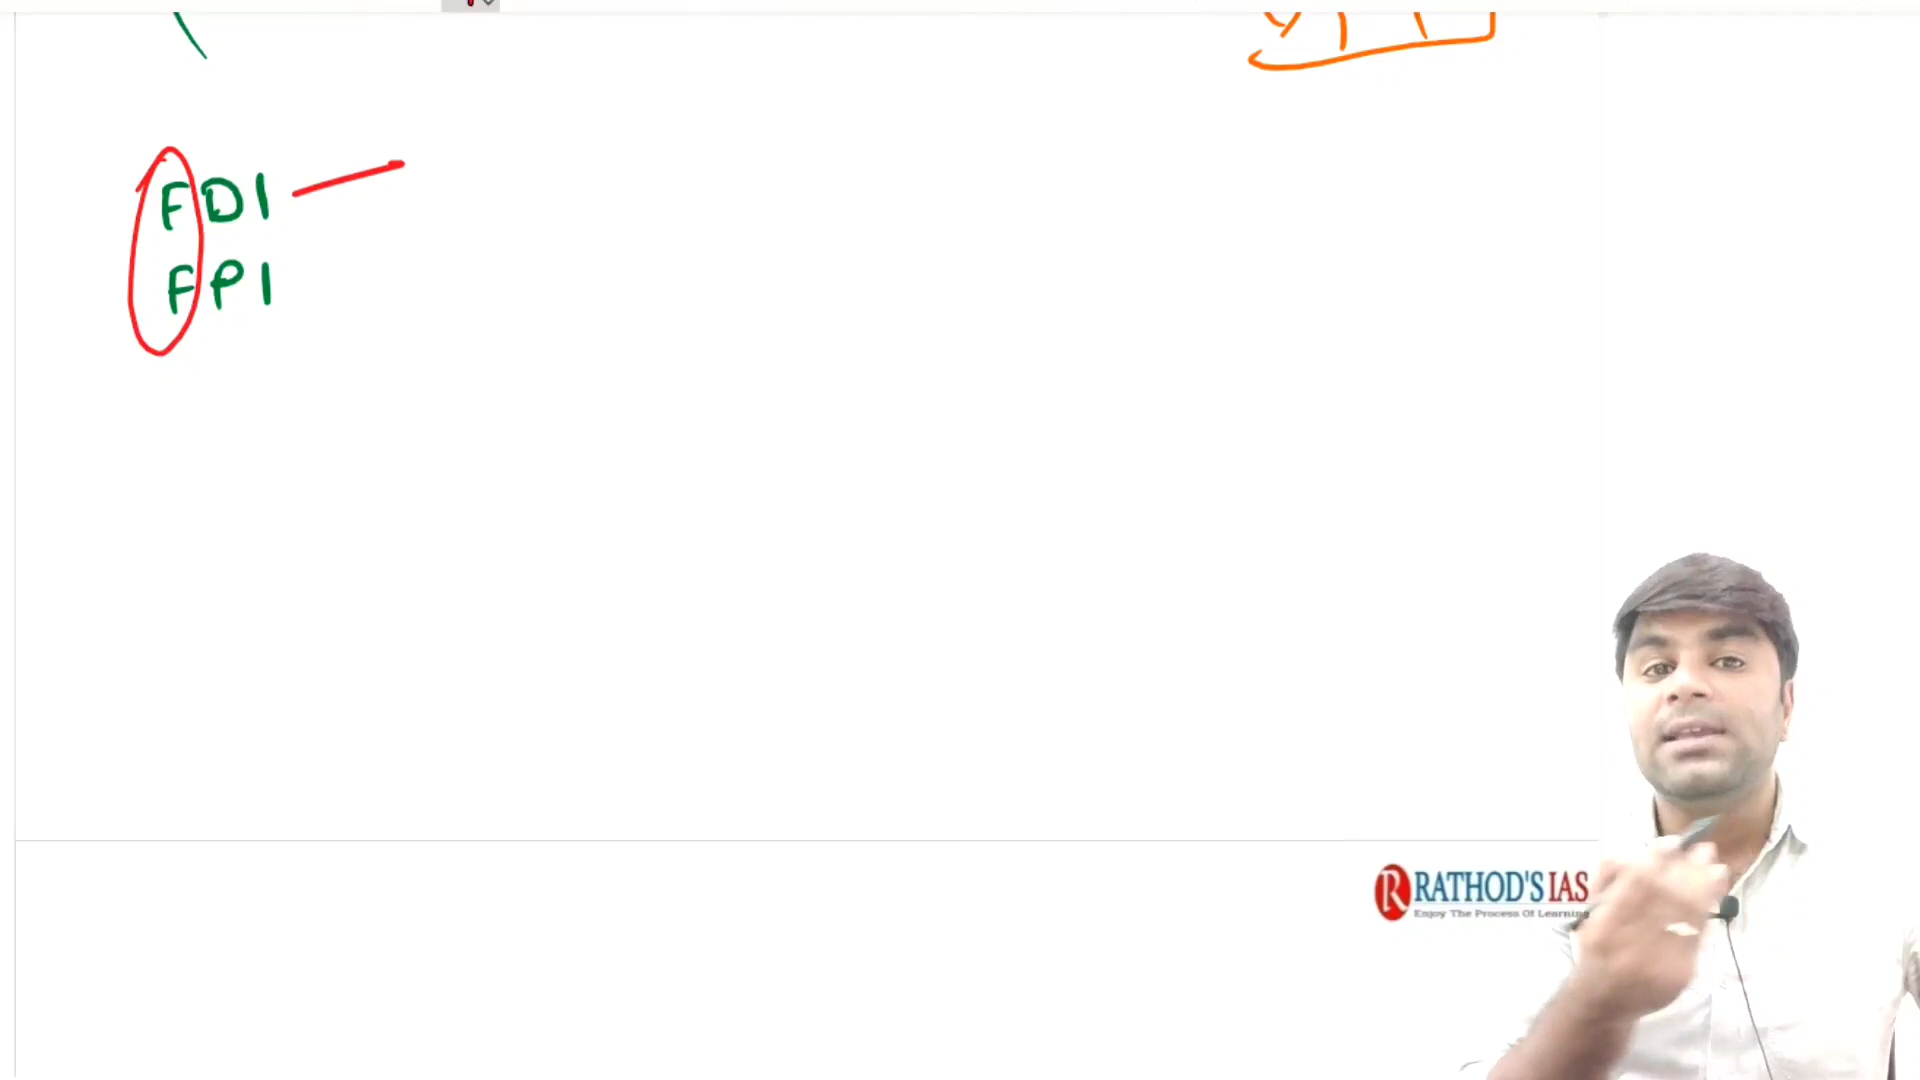 FDI
FPI
R RATHOD'S IAS
Enjoy The Process Of Learning